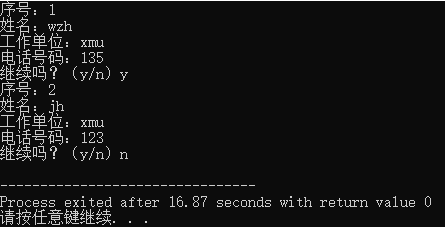 序号：1
姓名：wzh
工作单位：xmu
电话号码：135
继续吗？（y/n）y
序号：2
姓名：jh
工作单位：xmu
电话号码：123
继续吗？（y/n）n
--------------------------------
Process exited after 16.87 seconds with return value 0
请按任意键继续. . .